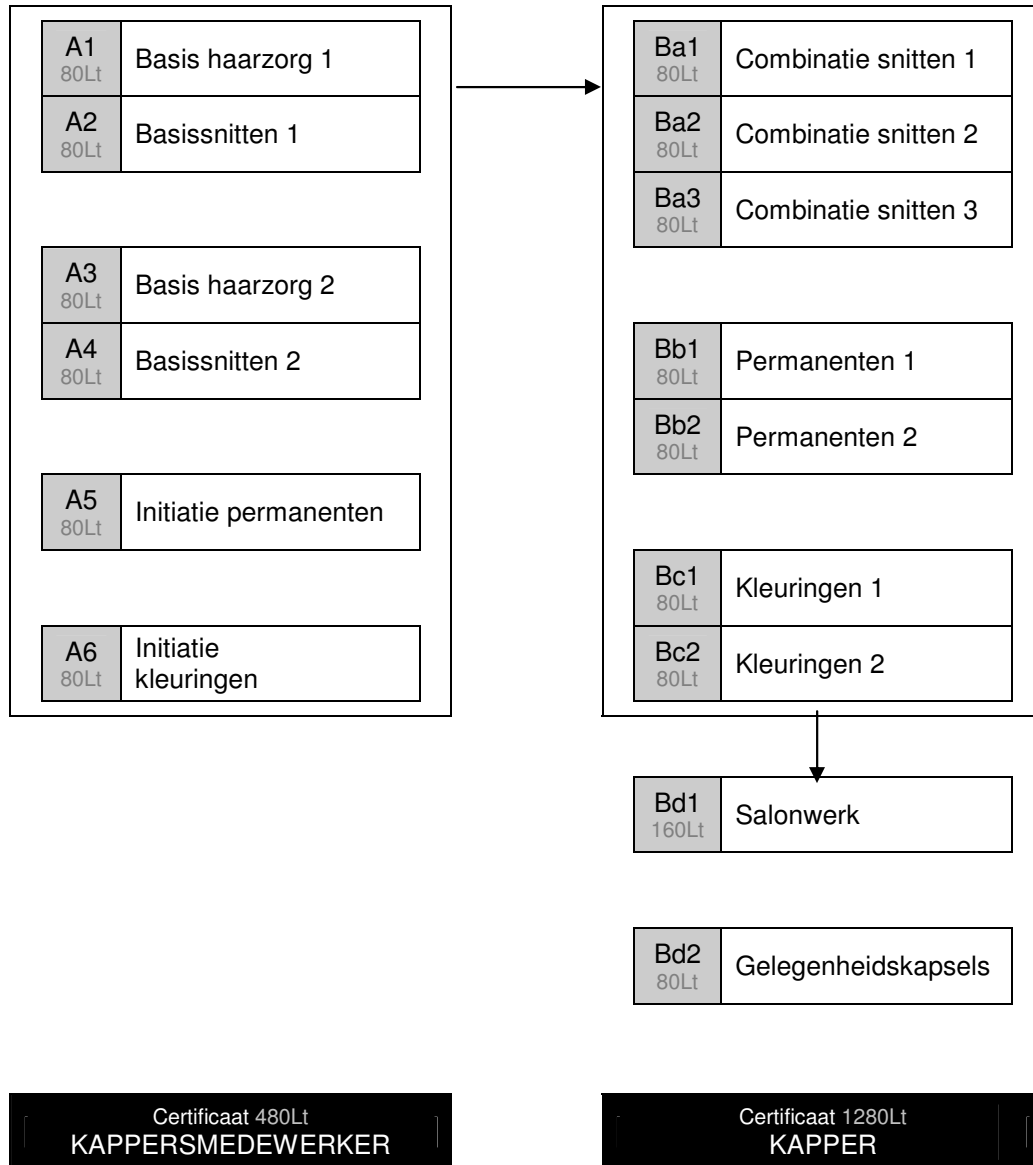 A1
80Lt
Basis haarzorg 1
A2
80Lt
Basissnitten 1
A3
80Lt
Basis haarzorg 2
A4
80Lt
Basissnitten 2
A5
80Lt
Initiatie permanenten
A6
80Lt
Initiatie
kleuringen
Certificaat 480Lt
KAPPERSMEDEWERKER
Ba1
80Lt
Combinatie snitten 1
Ba2
80Lt
Combinatie snitten 2
Ba3
80Lt
Combinatie snitten 3
Bb1
80Lt
Permanenten 1
Bb2
80Lt
Permanenten 2
Bc1
80Lt
Kleuringen 1
Bc2
80Lt
Kleuringen 2
Bd1
160Lt
Salonwerk
Bd2
80Lt
Gelegenheidskapsels
Certificaat 1280Lt
KAPPER